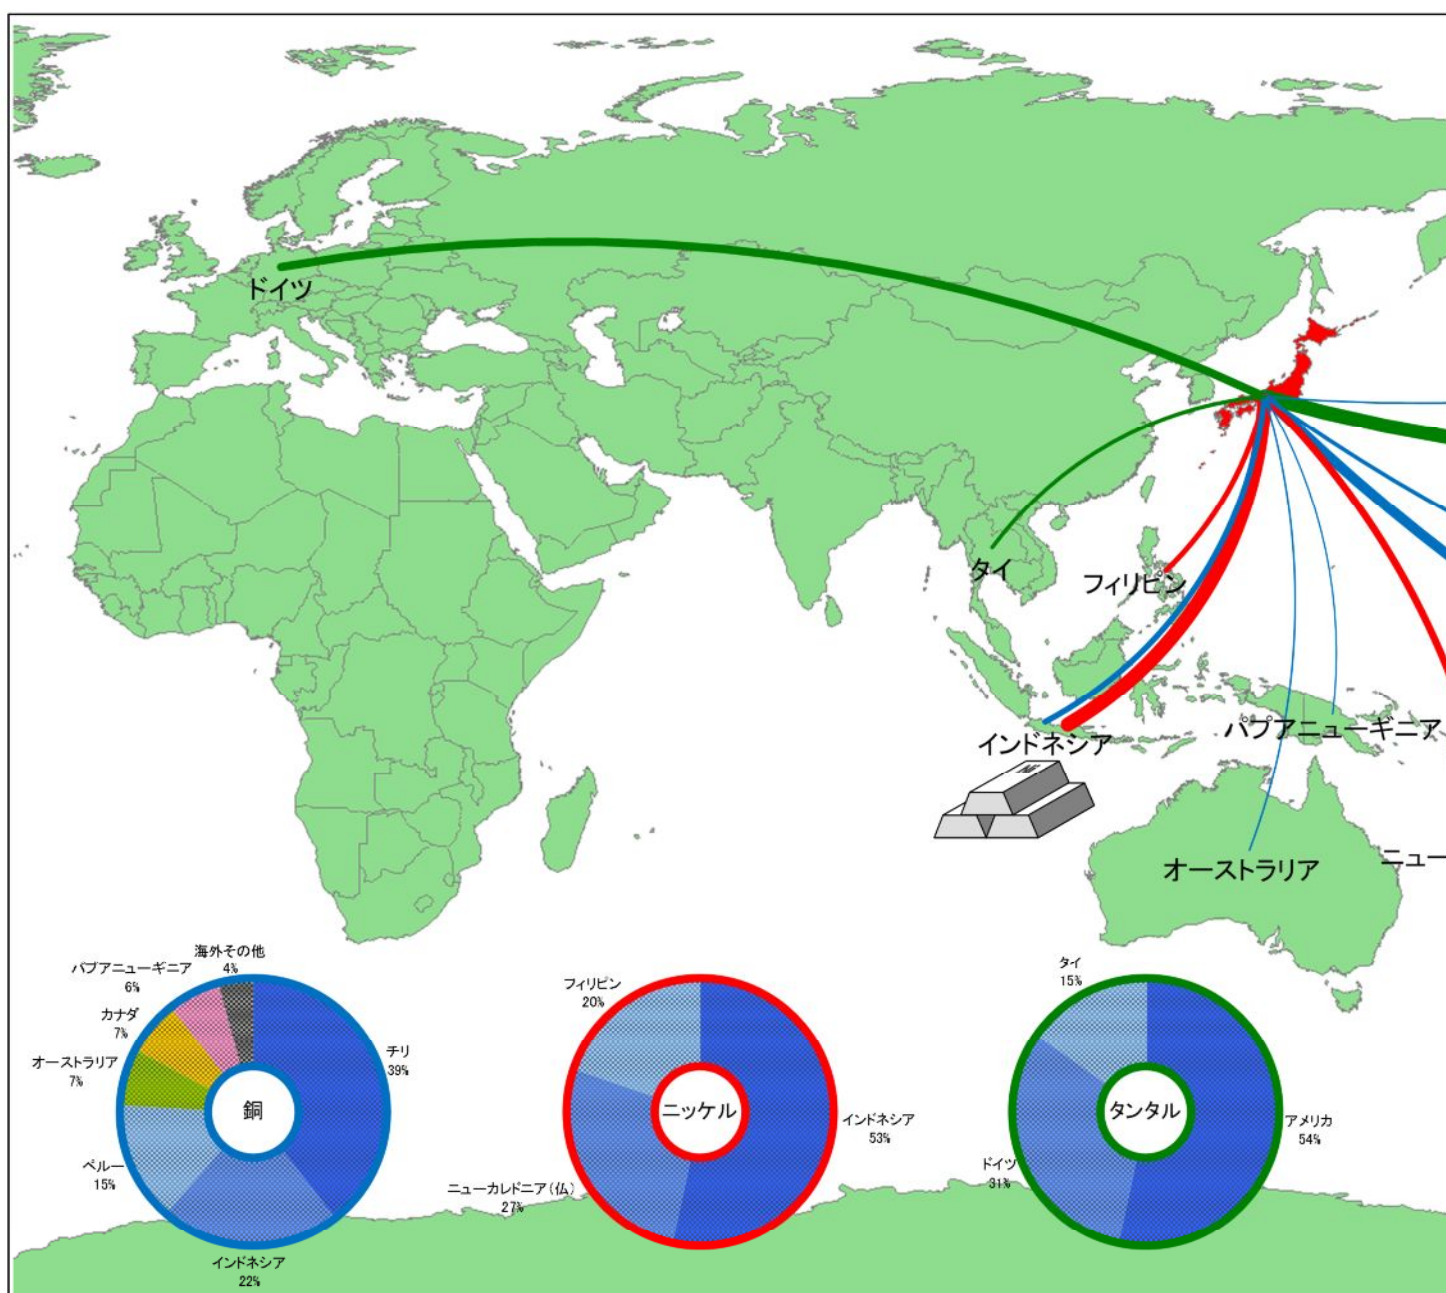 ドイツ
タイ
フィリピン
インドネシア
パプアニューギニア
Ni
オーストラリア
ニュー
海外その他
4%
パプアニューギニア
6%
カナダ
7%
オーストラリア
7%
ペルー
15%
インドネシア
22%
チリ
39%
銅
フィリピン
20%
ニューカレドニア(仏)
27%
インドネシア
53%
ニッケル
タイ
15%
ドイツ
31%
アメリカ
54%
タンタル